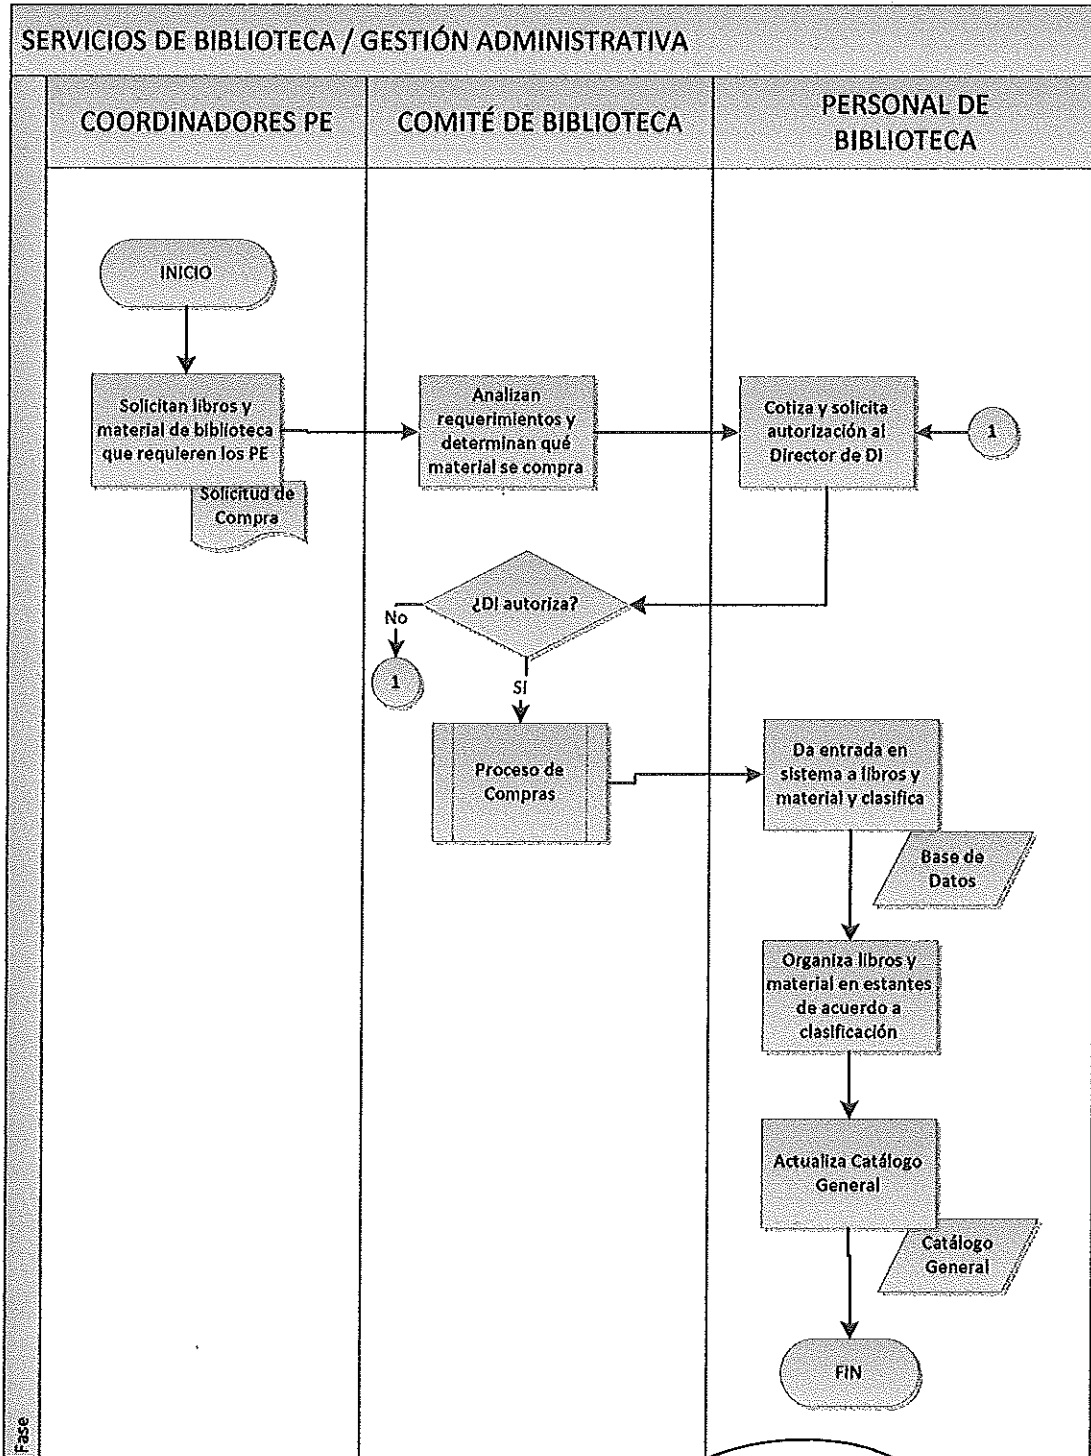 SERVICIOS DE BIBLIOTECA / GESTIÓN ADMINISTRATIVA
COORDINADORES PE
COMITÉ DE BIBLIOTECA
PERSONAL DE
BIBLIOTECA
INICIO
Solicitan libros y
material de biblioteca
que requieren los PE
Solicitud de
Compra
Analizan
requerimientos y
determinan qué
material se compra
Cotiza y solicita
autorización al
Director de DI
1
¿DI autoriza?
No
1
SI
Proceso de
Compras
Da entrada en
sistema a libros y
material y clasifica
Base de
Datos
Organiza libros y
material en estantes
de acuerdo a
clasificación
Actualiza Catálogo
General
Catálogo
General
FIN
Fase